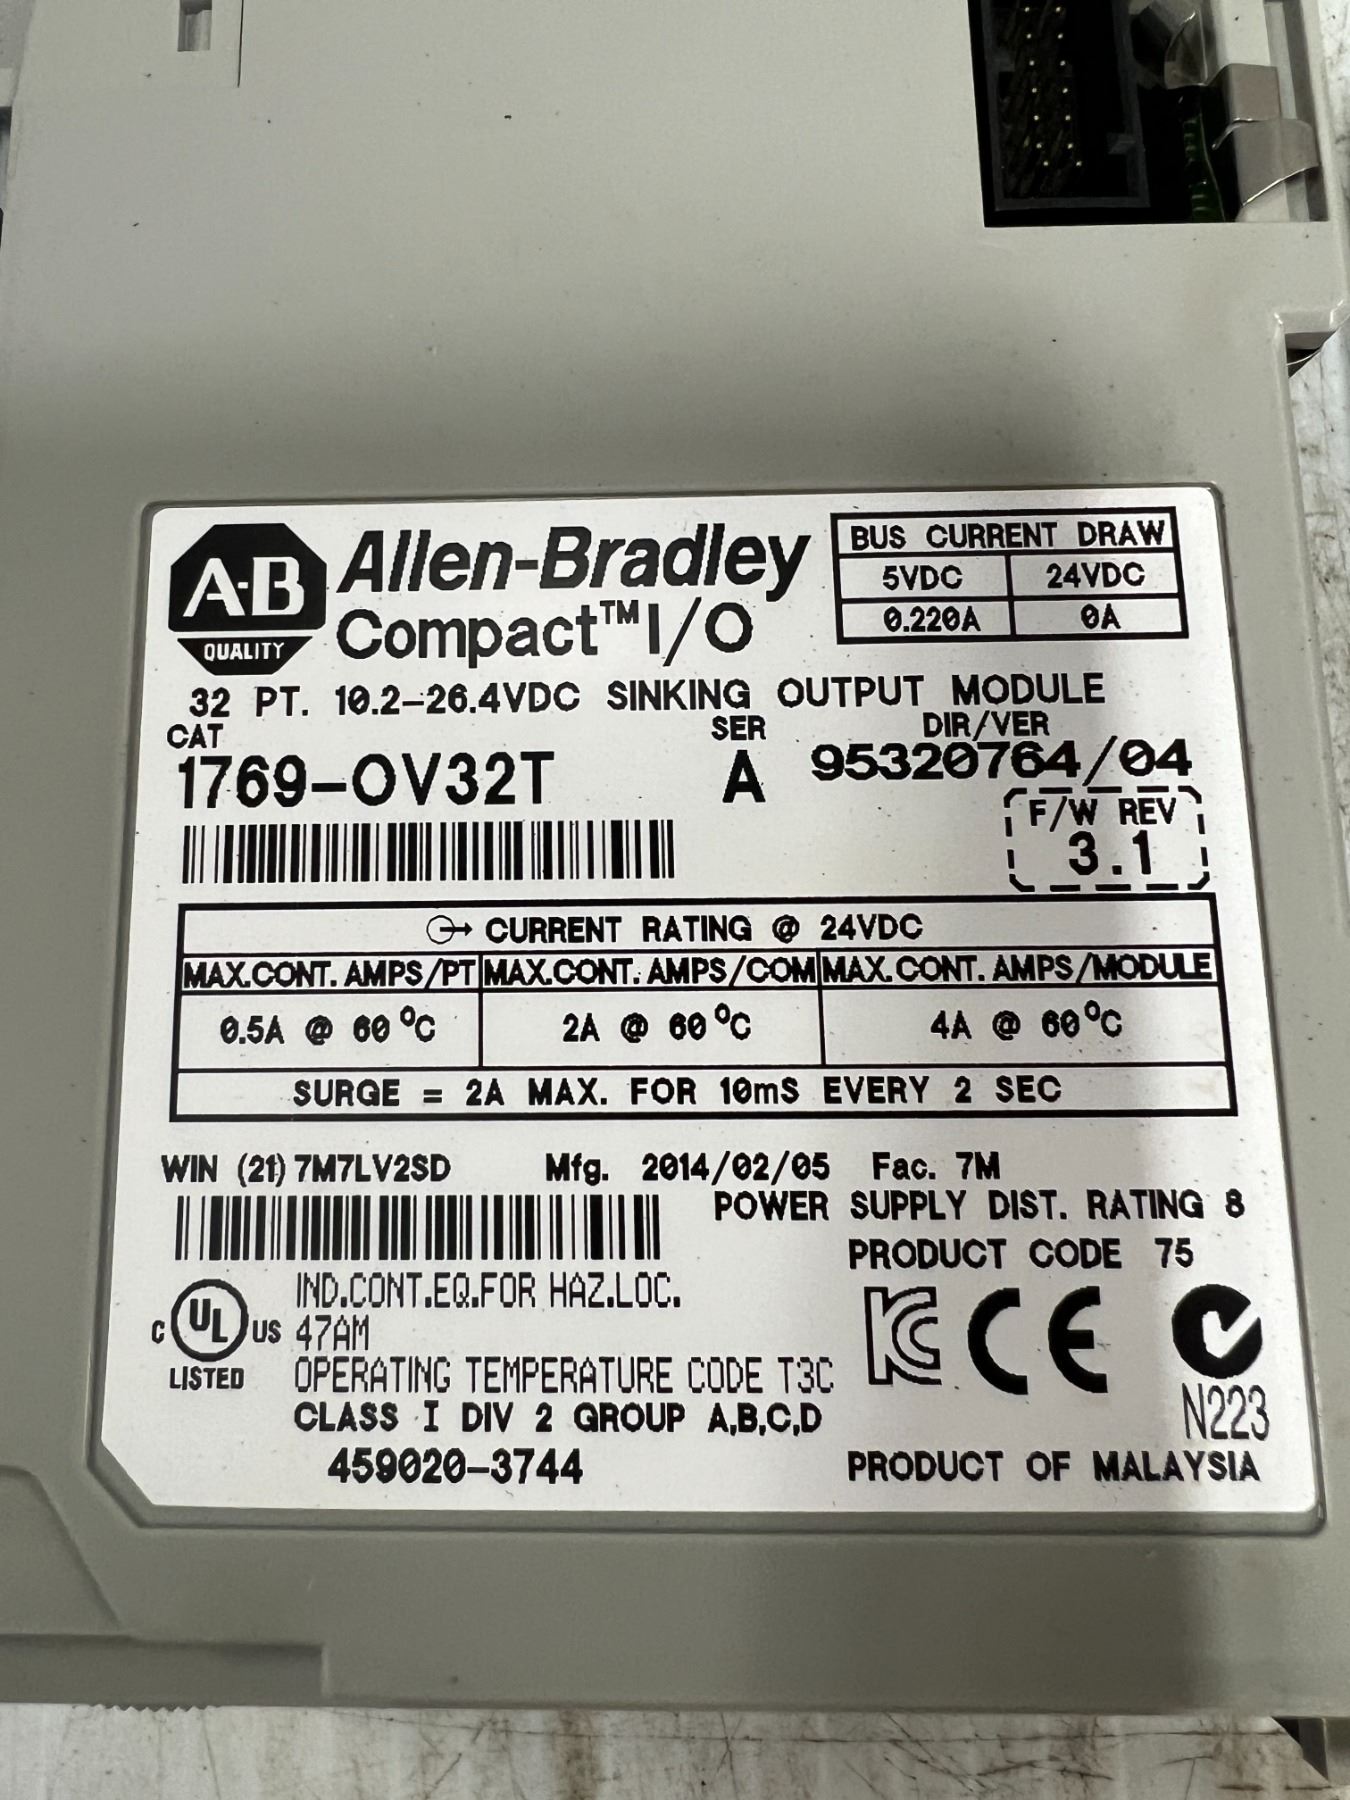 A-B
QUALITY
Allen-Bradley
Compact™ I/O
BUS CURRENT DRAW
5VDC 24VDC
0.220A 0A
32 PT. 10.2-26.4VDC SINKING OUTPUT MODULE
CAT SER DIR/VER
1769-OV32T A 95320764/04
F/W REV
3.1
CURRENT RATING @ 24VDC
MAX.CONT. AMPS/PT MAX.CONT. AMPS/COM MAX.CONT. AMPS/MODULE
0.5A @ 60°C 2A @ 60°C 4A @ 60°C
SURGE = 2A MAX. FOR 10mS EVERY 2 SEC
WIN (21) 7M7LV2SD Mfg. 2014/02/05 Fac. 7M
POWER SUPPLY DIST. RATING 8
PRODUCT CODE 75
C UL US
LISTED
IND.CONT.EQ.FOR HAZ.LOC.
47AM
OPERATING TEMPERATURE CODE T3C
CLASS I DIV 2 GROUP A,B,C,D
459020-3744
KC CE
N223
PRODUCT OF MALAYSIA